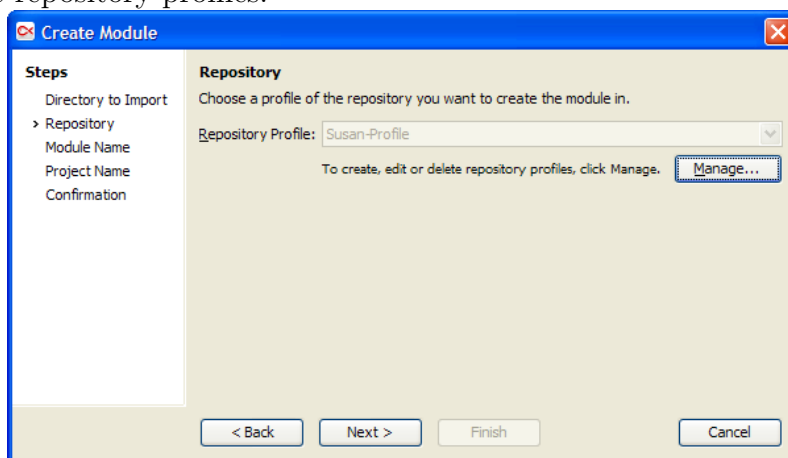 repository profiles.
Create Module
Steps
Directory to Import
> Repository
Module Name
Project Name
Confirmation
Repository
Choose a profile of the repository you want to create the module in.
Repository Profile: Susan-Profile
To create, edit or delete repository profiles, click Manage. Manage...
< Back Next > Finish Cancel